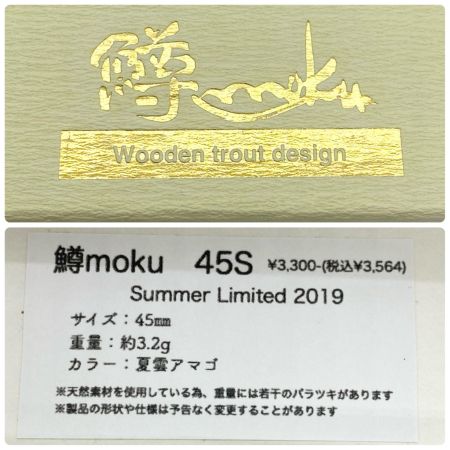 鱒moku
Wooden trout design
鱒moku 45S ¥3,300-(税込¥3,564)
Summer Limited 2019
サイズ：45㎜
重量：約3.2g
カラー：夏雲アマゴ
※天然素材を使用している為、重量には若干のバラツキがあります
※製品の形状や仕様は予告なく変更することがあります